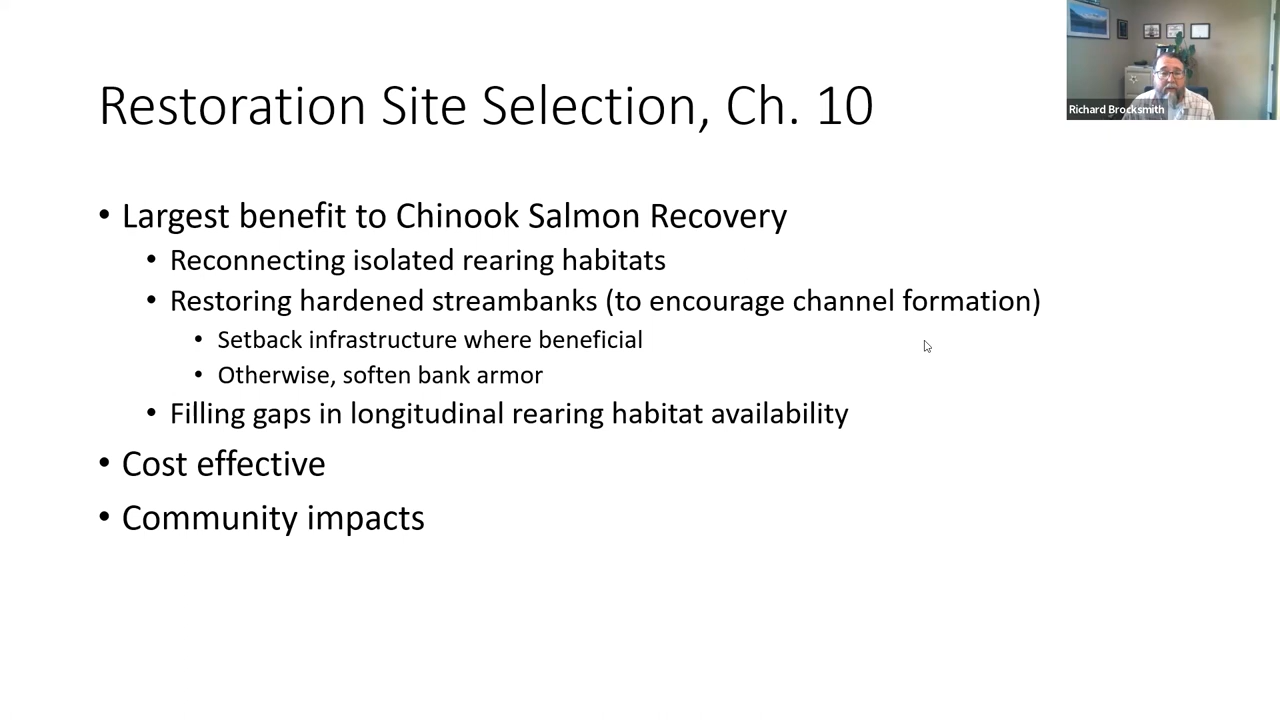 Restoration Site Selection, Ch. 10
Richard Brocksmith
• Largest benefit to Chinook Salmon Recovery
• Reconnecting isolated rearing habitats
• Restoring hardened streambanks (to encourage channel formation)
• Setback infrastructure where beneficial
• Otherwise, soften bank armor
• Filling gaps in longitudinal rearing habitat availability
• Cost effective
• Community impacts